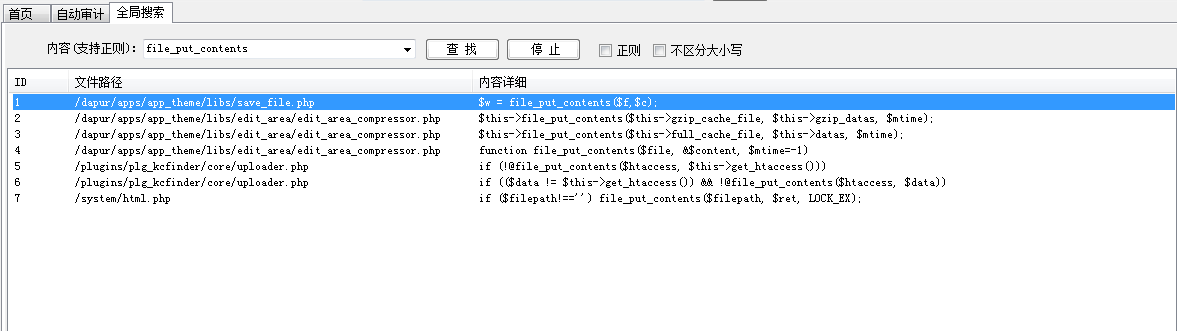 首页 自动审计 全局搜索
内容(支持正则): file_put_contents 查 找 停 止 正则 不区分大小写
ID 文件路径 内容详细
1 /dapur/apps/app_theme/libs/save_file.php $w = file_put_contents($f,$c);
2 /dapur/apps/app_theme/libs/edit_area/edit_area_compressor.php $this->file_put_contents($this->gzip_cache_file, $this->gzip_datas, $mtime);
3 /dapur/apps/app_theme/libs/edit_area/edit_area_compressor.php $this->file_put_contents($this->full_cache_file, $this->datas, $mtime);
4 /dapur/apps/app_theme/libs/edit_area/edit_area_compressor.php function file_put_contents($file, &$content, $mtime=-1)
5 /plugins/plg_kcfinder/core/uploader.php if (!@file_put_contents($htaccess, $this->get_htaccess()))
6 /plugins/plg_kcfinder/core/uploader.php if (($data != $this->get_htaccess()) && !@file_put_contents($htaccess, $data))
7 /system/html.php if ($filepath!=='') file_put_contents($filepath, $ret, LOCK_EX);